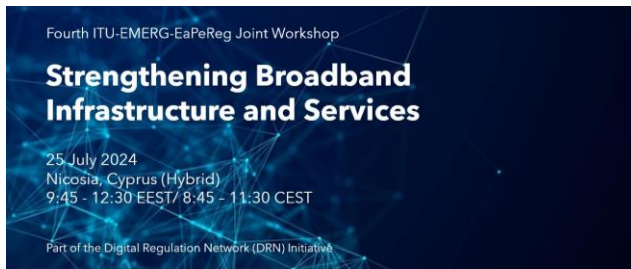 Fourth ITU-EMERG-EaPeReg Joint Workshop
Strengthening Broadband
Infrastructure and Services
25 July 2024
Nicosia, Cyprus (Hybrid)
9:45 - 12:30 EEST/ 8:45 – 11:30 CEST
Part of the Digital Regulation Network (DRN) Initiative